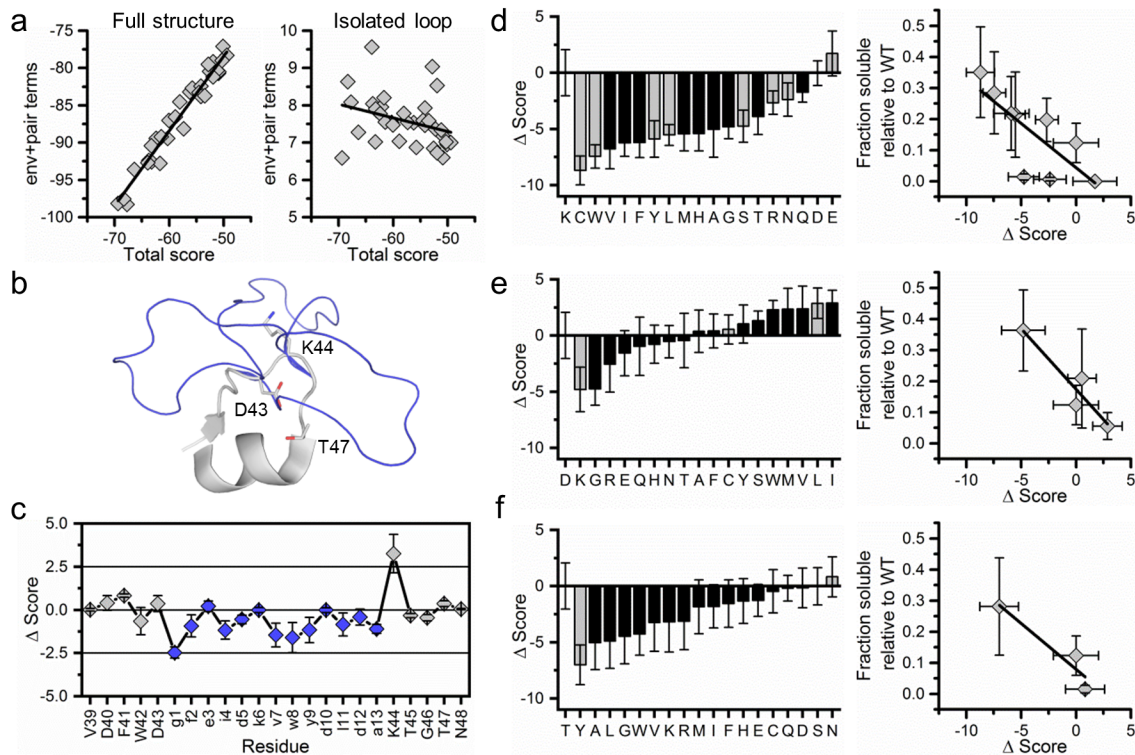 a
Full structure
Isolated loop
env+pair terms
-75
-80
-85
-90
-95
-100
-70 -60 -50
Total score
env+pair terms
10
9
8
7
6
5
-70 -60 -50
Total score
b
K44
D43
T47
c
Δ Score
5.0
2.5
0.0
-2.5
-5.0
V39 D40 F41 W42 D43 g1 f2 e3 i4 d5 k6 v7 w8 y9 d10 l11 d12 a13 K44 T45 G46 T47 N48
Residue
d
Δ Score
5
0
-5
-10
K C W V I F Y L M H A G S T R N Q D E
Fraction soluble
relative to WT
0.5
0.4
0.3
0.2
0.1
0.0
-10 -5 0 5
Δ Score
e
Δ Score
5
0
-5
-10
D K G R E Q H N T A F C Y S W M V L I
Fraction soluble
relative to WT
0.5
0.4
0.3
0.2
0.1
0.0
-10 -5 0 5
Δ Score
f
Δ Score
5
0
-5
-10
T Y A L G W V K R M I F H E C Q D S N
Fraction soluble
relative to WT
0.5
0.4
0.3
0.2
0.1
0.0
-10 -5 0 5
Δ Score